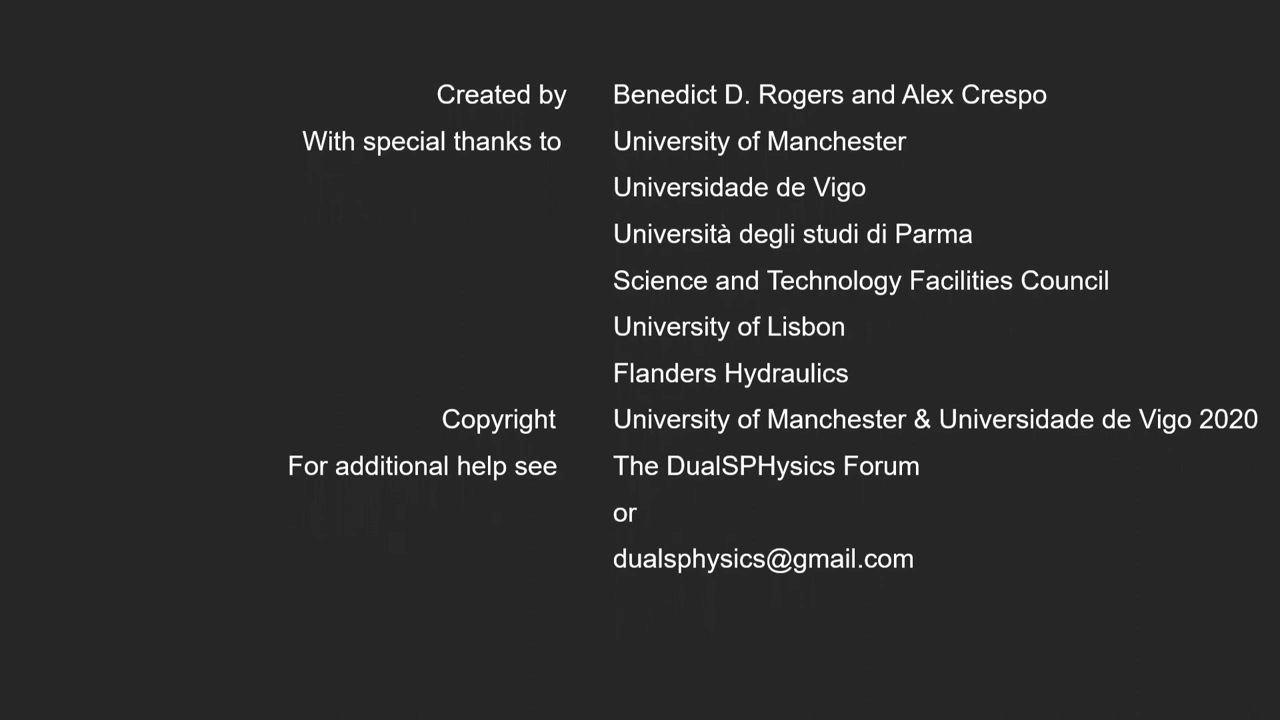 Created by Benedict D. Rogers and Alex Crespo
With special thanks to University of Manchester
Universidade de Vigo
Università degli studi di Parma
Science and Technology Facilities Council
University of Lisbon
Flanders Hydraulics
Copyright University of Manchester & Universidade de Vigo 2020
For additional help see The DualSPHysics Forum
or
dualsphysics@gmail.com